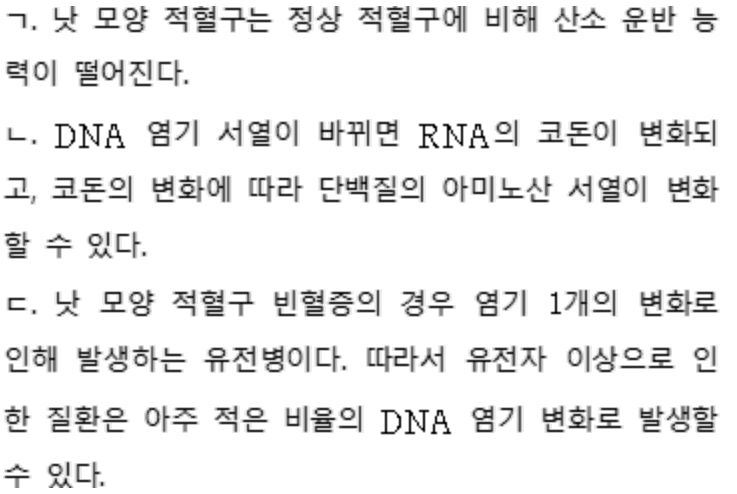 ㄱ. 낫 모양 적혈구는 정상 적혈구에 비해 산소 운반 능
력이 떨어진다.
ㄴ. DNA 염기 서열이 바뀌면 RNA의 코돈이 변화되
고, 코돈의 변화에 따라 단백질의 아미노산 서열이 변화
할 수 있다.
ㄷ. 낫 모양 적혈구 빈혈증의 경우 염기 1개의 변화로
인해 발생하는 유전병이다. 따라서 유전자 이상으로 인
한 질환은 아주 적은 비율의 DNA 염기 변화로 발생할
수 있다.